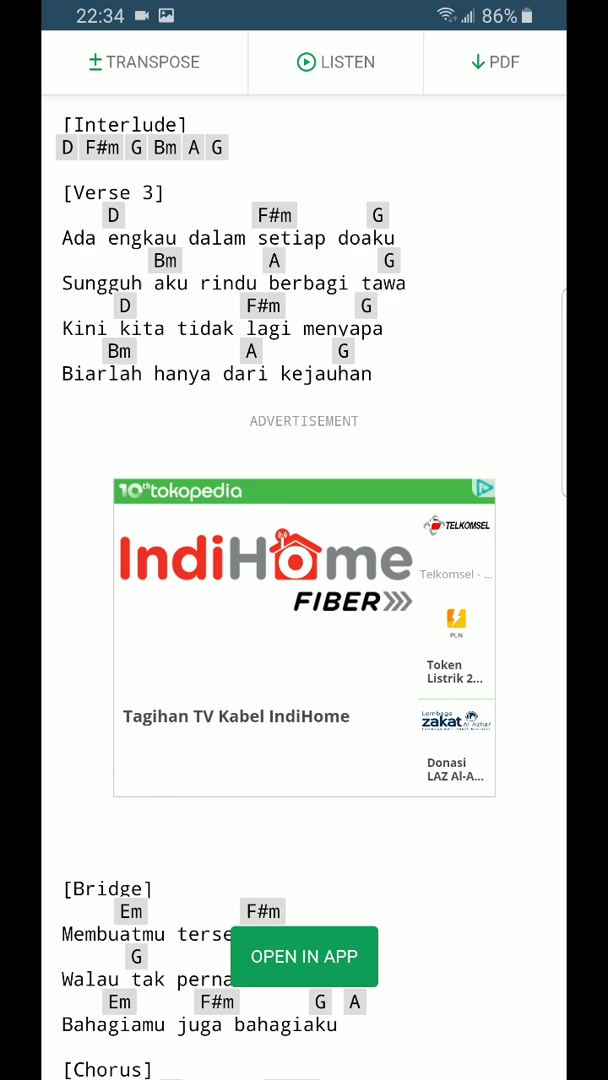 22:34 86%
TRANSPOSE LISTEN PDF
[Interlude]
D F#m G Bm A G
[Verse 3]
D F#m G
Ada engkau dalam setiap doaku
Bm A G
Sungguh aku rindu berbagi tawa
D F#m G
Kini kita tidak lagi menyapa
Bm A G
Biarlah hanya dari kejauhan
ADVERTISEMENT
10th tokopedia
IndiHome
FIBER
Tagihan TV Kabel IndiHome
TELKOMSEL
Telkomsel - ...
PLN
Token
Listrik 2...
Lembaga
zakat Al Azhar
Donasi
LAZ Al-A...
[Bridge]
Em F#m
Membuatmu terse
G
Walau tak perna
OPEN IN APP
Em F#m G A
Bahagiamu juga bahagiaku
[Chorus]